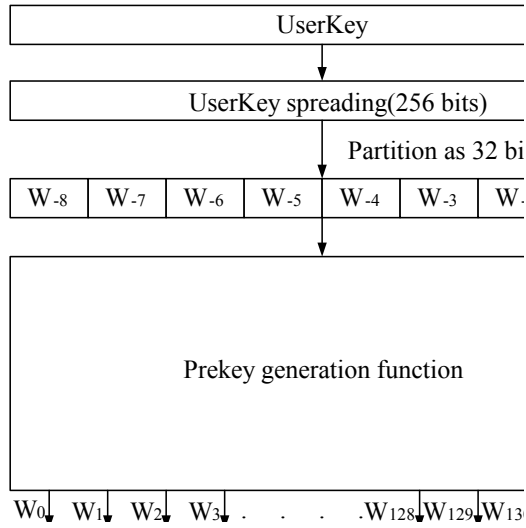 UserKey
UserKey spreading(256 bits)
Partition as 32 bi
W-8 W-7 W-6 W-5 W-4 W-3 W-
Prekey generation function
W0 W1 W2 W3 . . . . W128 W129 W130